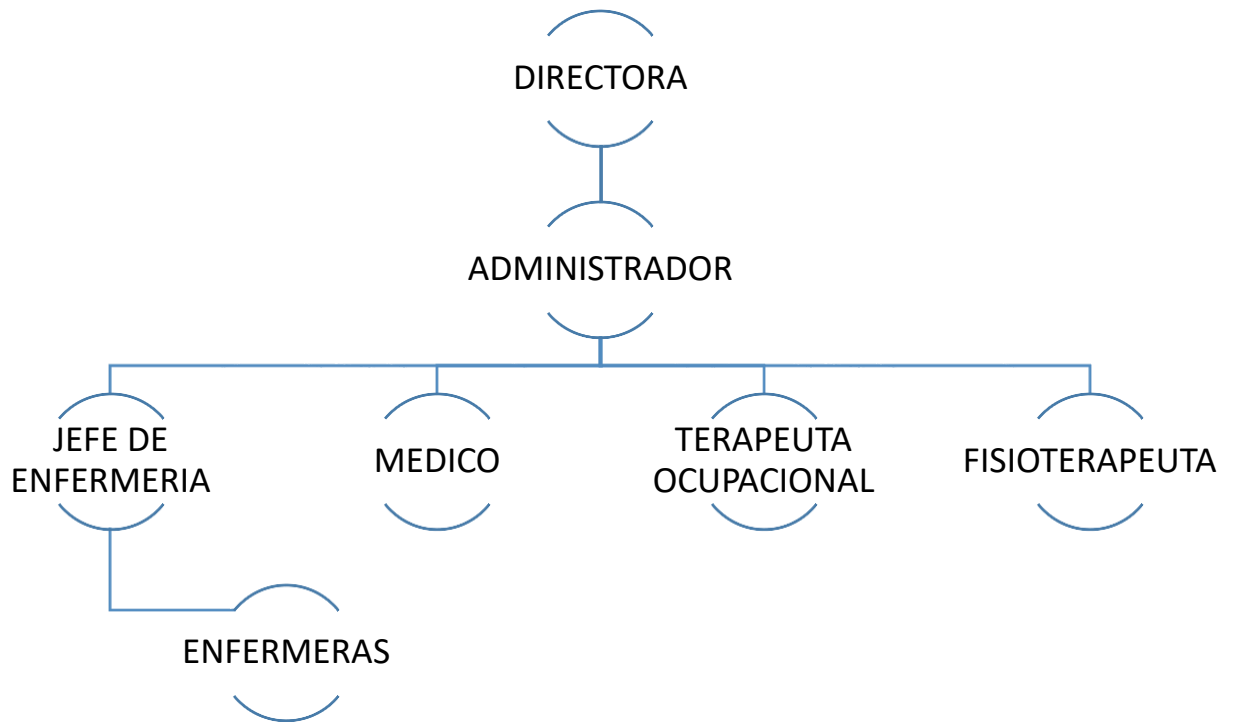 DIRECTORA
ADMINISTRADOR
JEFE DE
ENFERMERIA
MEDICO
TERAPEUTA
OCUPACIONAL
FISIOTERAPEUTA
ENFERMERAS